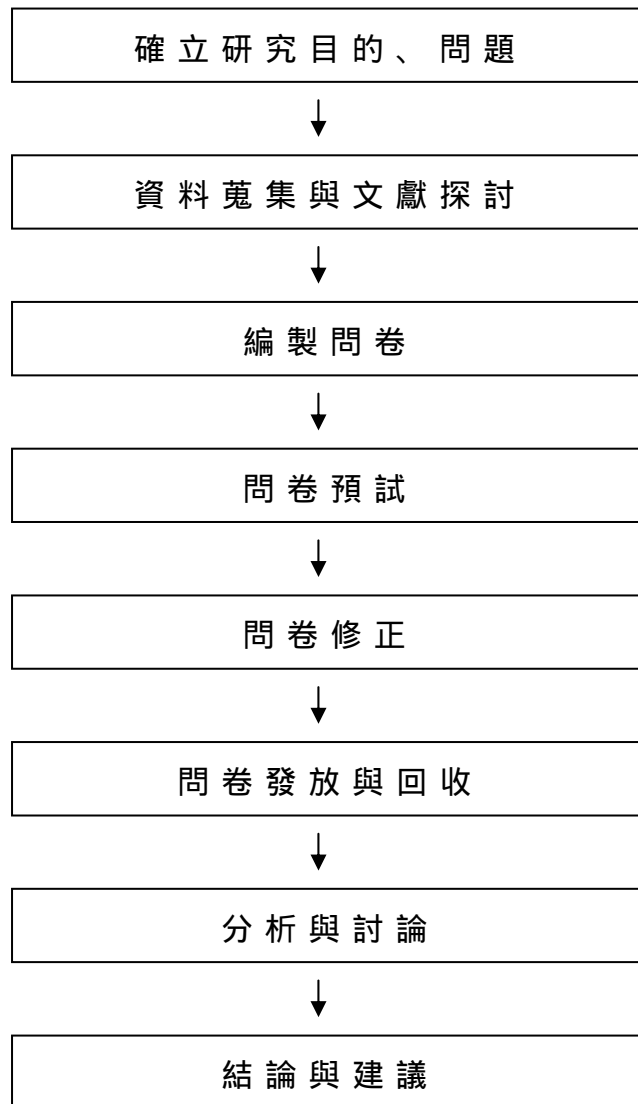 確立研究目的、問題
資料蒐集與文獻探討
編製問卷
問卷預試
問卷修正
問卷發放與回收
分析與討論
結論與建議